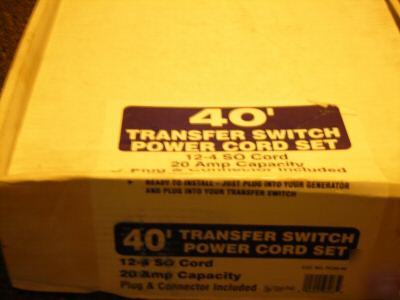 40'
TRANSFER SWITCH
POWER CORD SET
12-4 SO Cord
20 Amp Capacity
Plug & Connector Included
READY TO INSTALL - JUST PLUG INTO YOUR GENERATOR
AND PLUG INTO YOUR TRANSFER SWITCH
40' TRANSFER SWITCH
POWER CORD SET
12-4 SO Cord
20 Amp Capacity
Plug & Connector Included